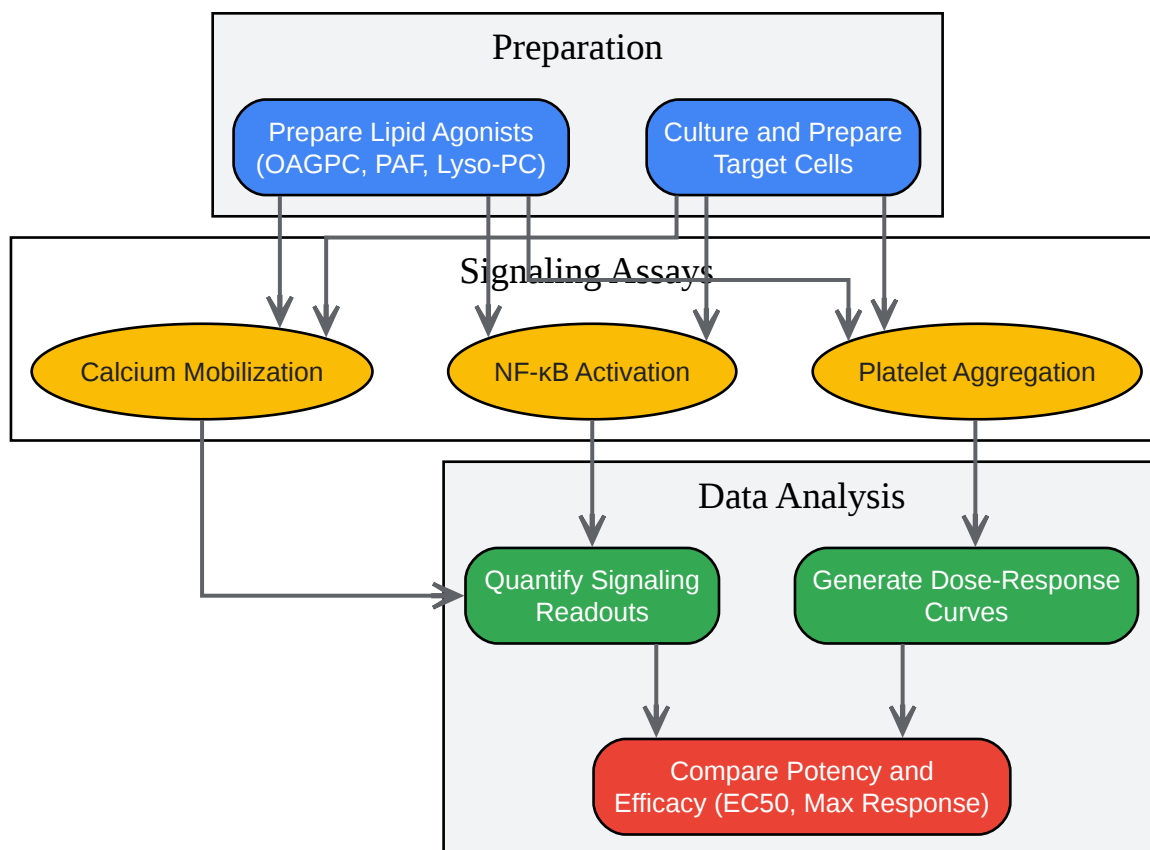 Preparation
Prepare Lipid Agonists
(OAGPC, PAF, Lyso-PC)
Culture and Prepare
Target Cells
Signaling Assays
Calcium Mobilization
NF-κB Activation
Platelet Aggregation
Data Analysis
Quantify Signaling
Readouts
Generate Dose-Response
Curves
Compare Potency and
Efficacy (EC50, Max Response)